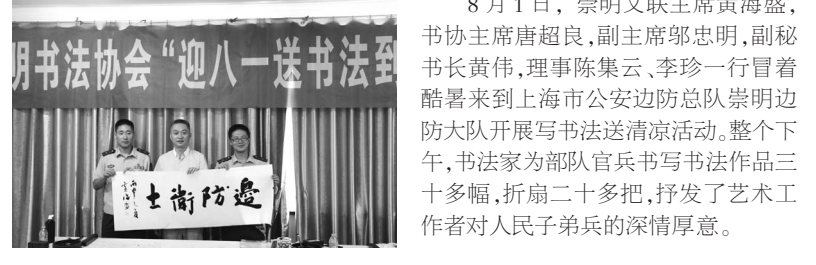 明书法协会“迎八一送书法到
邊防衛士
8月1日，崇明文联主席黄海盛，
书协主席唐超良，副主席邬忠明，副秘
书长黄伟，理事陈集云、李珍一行冒着
酷暑来到上海市公安边防总队崇明边
防大队开展写书法送清凉活动。整个下
午，书法家为部队官兵书写书法作品三
十多幅，折扇二十多把，抒发了艺术工
作者对人民子弟兵的深情厚意。